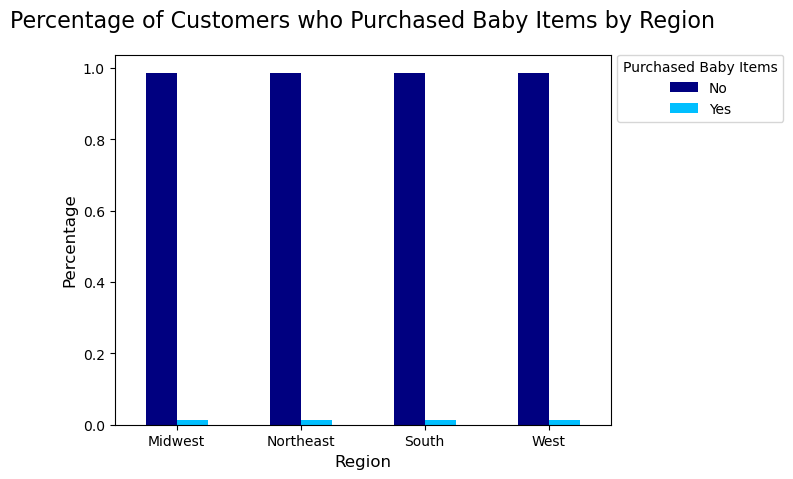 Percentage of Customers who Purchased Baby Items by Region
Purchased Baby Items
No
Yes
Percentage
1.0
0.8
0.6
0.4
0.2
0.0
Midwest Northeast South West
Region